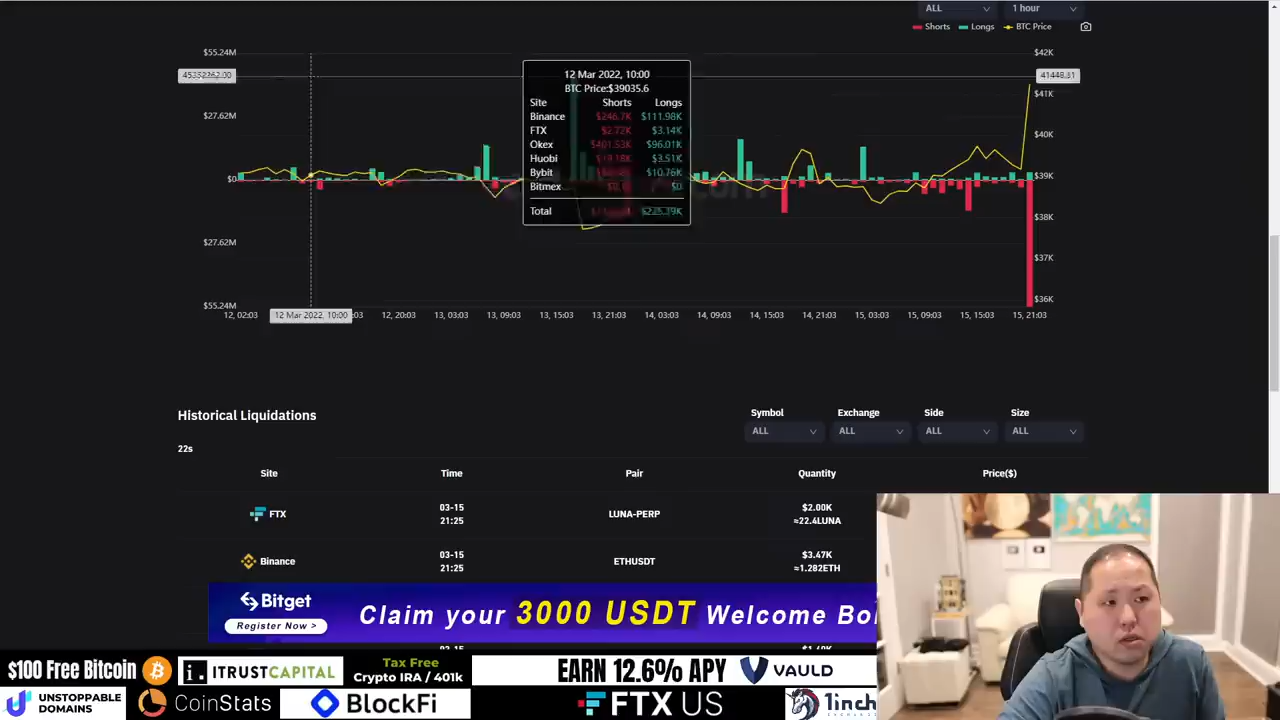 ALL
1 hour
Shorts Longs BTC Price
$55.24M
$42K
41448.31
$41K
$27.62M
$40K
$0
$39K
$38K
$27.62M
$37K
$55.24M
$36K
12 Mar 2022, 10:00
BTC Price:$39035.6
Site Shorts Longs
Binance $246.7K $111.98K
FTX $2.72K $3.14K
Okex $401.53K $96.01K
Huobi $3.51K
Bybit $10.76K
Bitmex $0
Total
12, 02:03 12 Mar 2022, 10:00 12, 20:03 13, 03:03 13, 09:03 13, 15:03 13, 21:03 14, 03:03 14, 09:03 14, 15:03 14, 21:03 15, 03:03 15, 09:03 15, 15:03 15, 21:03
Historical Liquidations
Symbol Exchange Side Size
ALL ALL ALL ALL
22s
Site Time Pair Quantity Price($)
FTX 03-15 21:25 LUNA-PERP $2.00K ≈22.4LUNA
Binance 03-15 21:25 ETHUSDT $3.47K ≈1.282ETH
Bitget
Register Now >
Claim your 3000 USDT Welcome
$100 Free Bitcoin
ITRUSTCAPITAL
Tax Free
Crypto IRA / 401k
EARN 12.6% APY
VAULD
UNSTOPPABLE
DOMAINS
CoinStats
BlockFi
FTX US
1inch
EXCHANGE